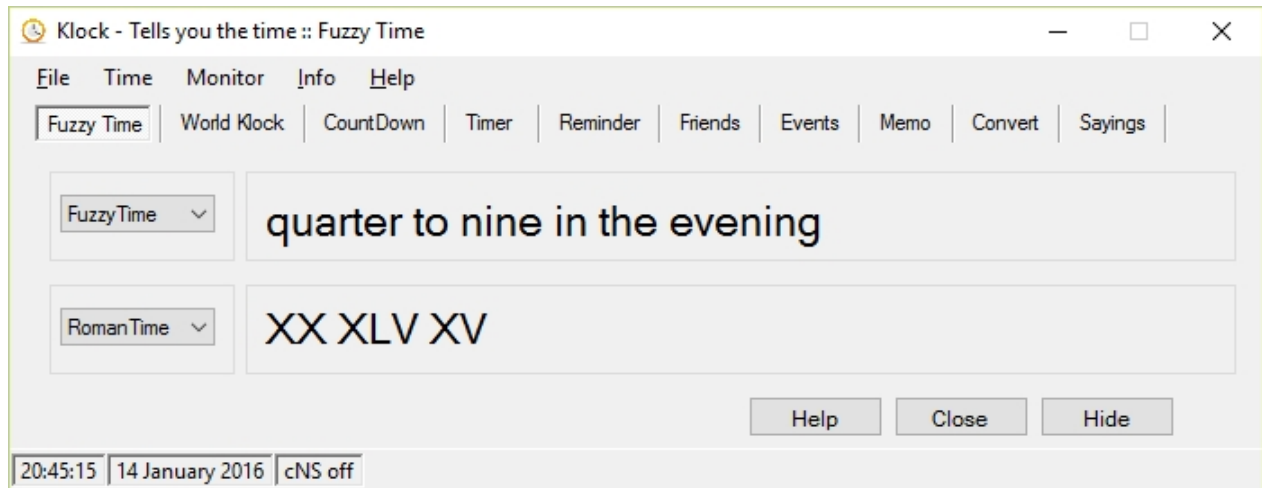 Klock - Tells you the time :: Fuzzy Time
File Time Monitor Info Help
Fuzzy Time World Klock CountDown Timer Reminder Friends Events Memo Convert Sayings
FuzzyTime quarter to nine in the evening
RomanTime XX XLV XV
Help Close Hide
20:45:15 14 January 2016 cNS off